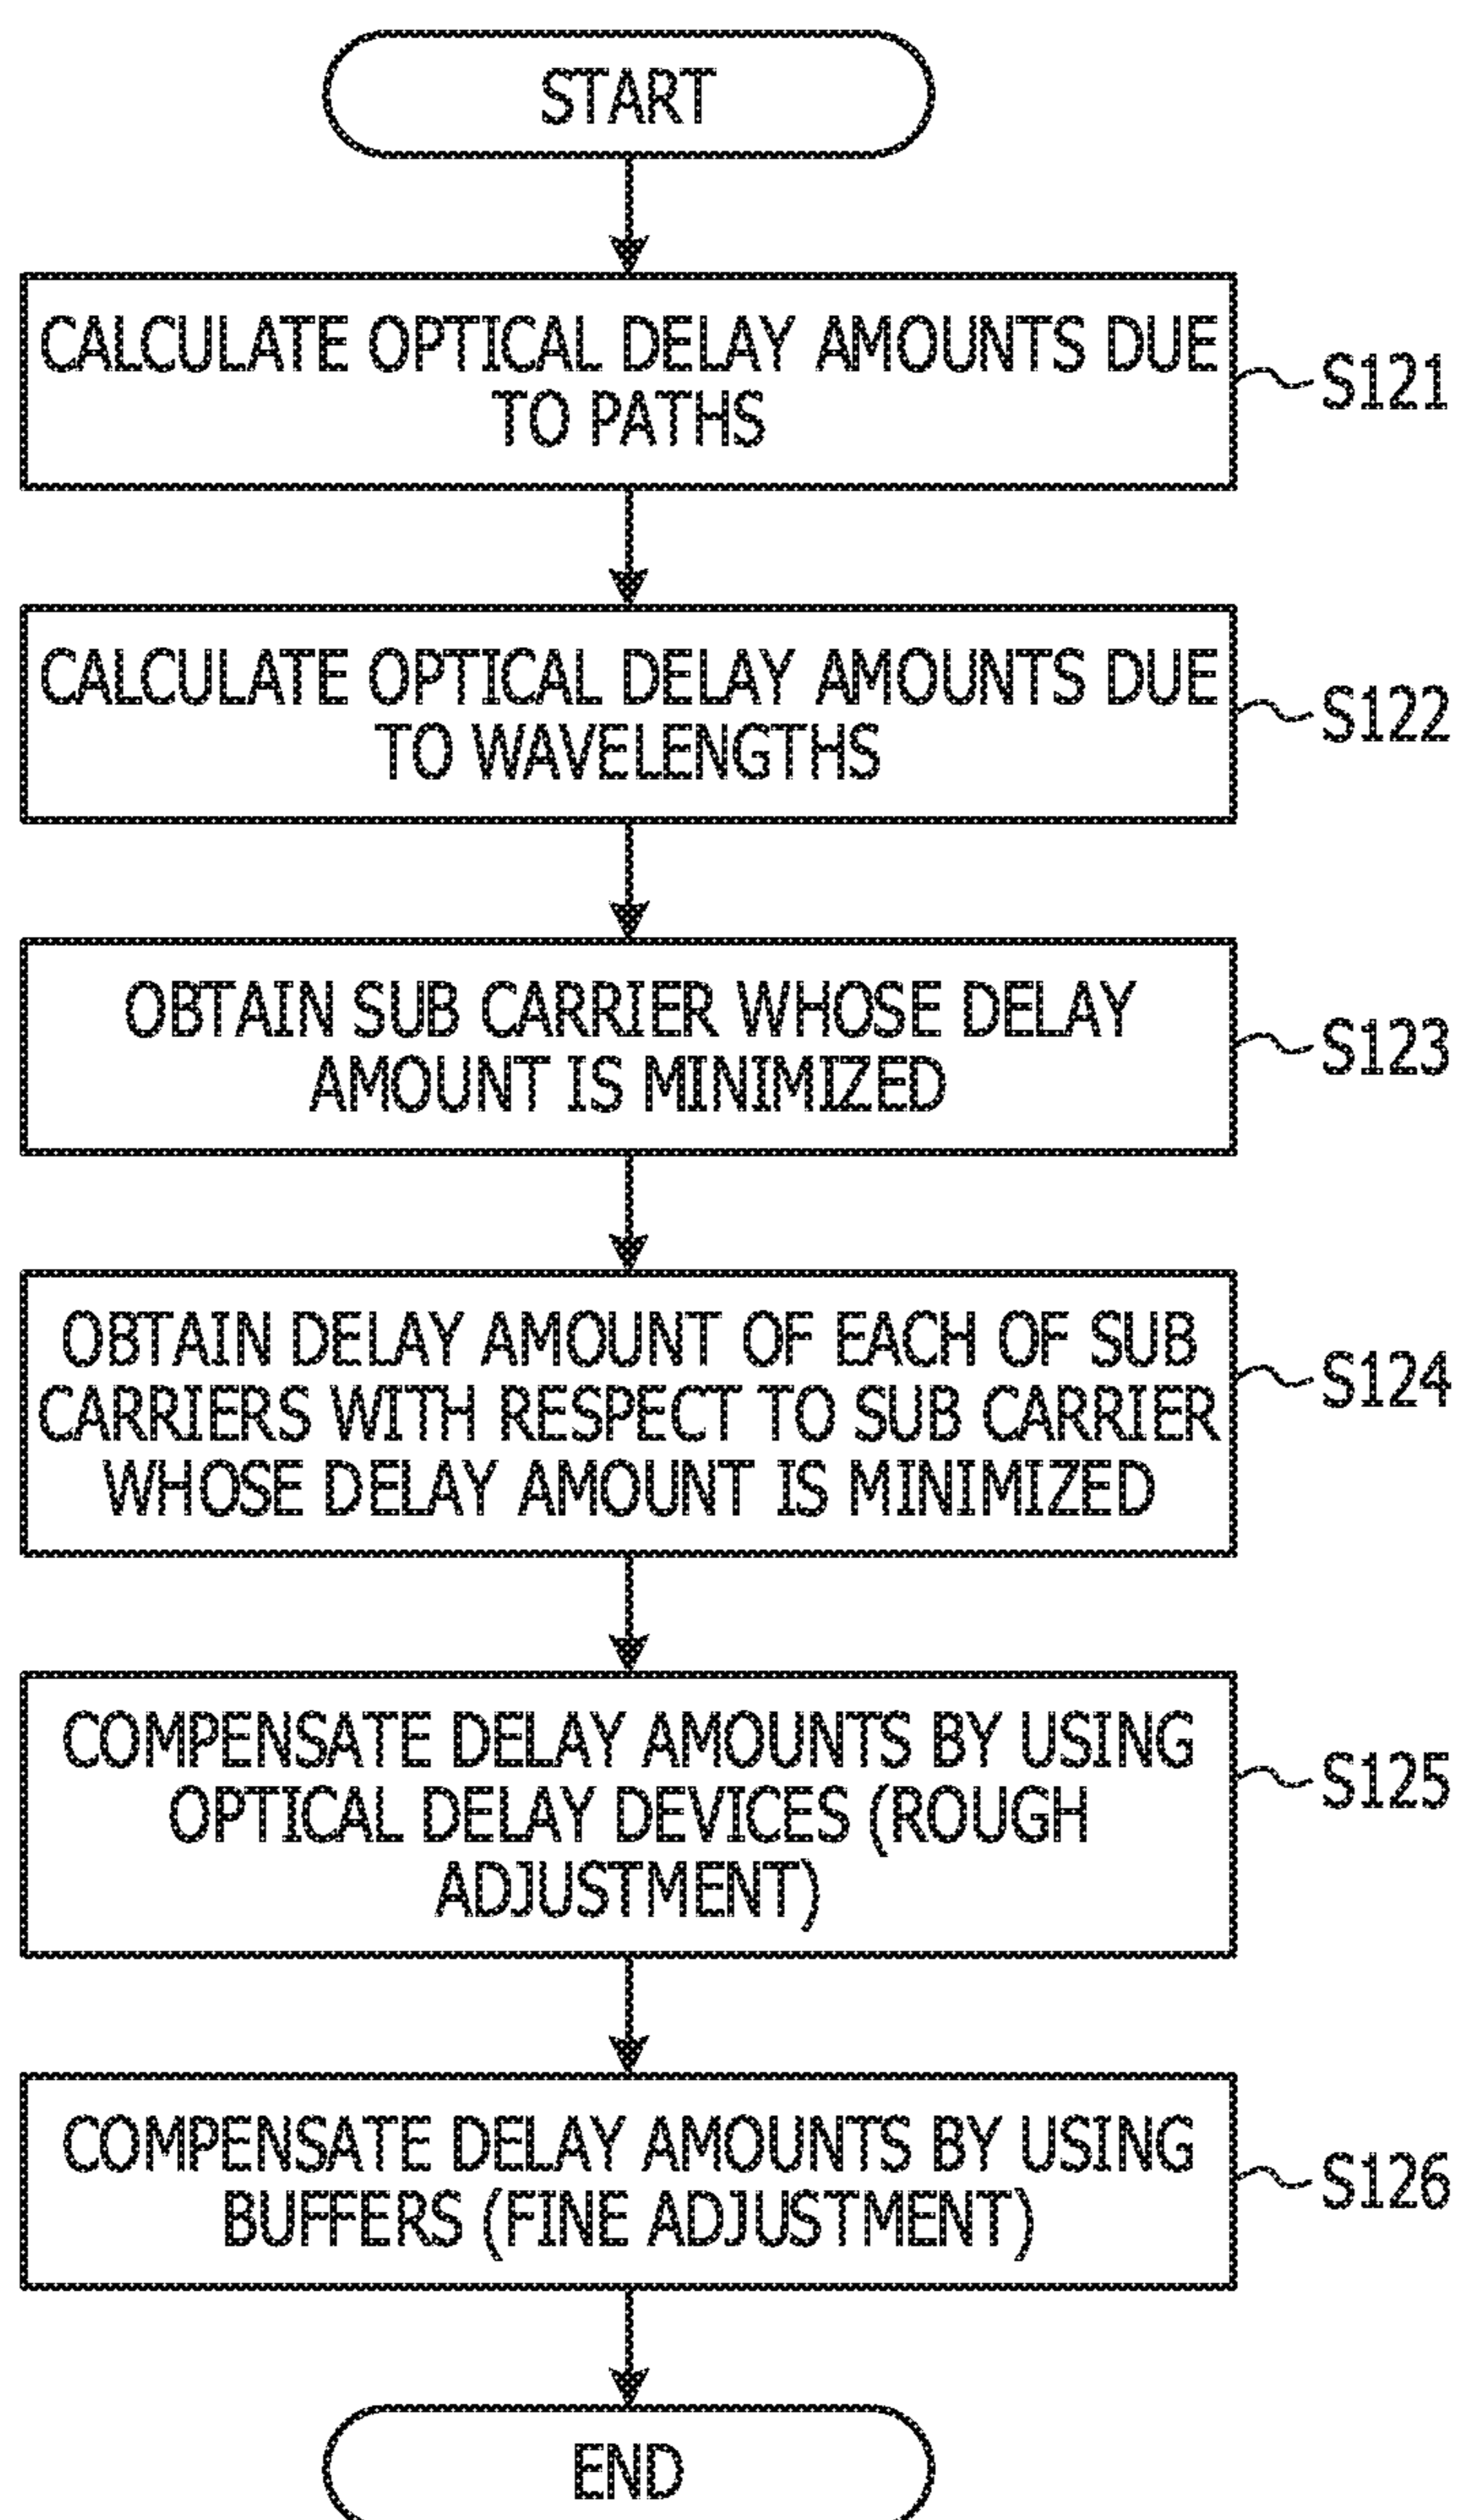 START
CALCULATE OPTICAL DELAY AMOUNTS DUE
TO PATHS
S121
CALCULATE OPTICAL DELAY AMOUNTS DUE
TO WAVELENGTHS
S122
OBTAIN SUB CARRIER WHOSE DELAY
AMOUNT IS MINIMIZED
S123
OBTAIN DELAY AMOUNT OF EACH OF SUB
CARRIERS WITH RESPECT TO SUB CARRIER
WHOSE DELAY AMOUNT IS MINIMIZED
S124
COMPENSATE DELAY AMOUNTS BY USING
OPTICAL DELAY DEVICES (ROUGH
ADJUSTMENT)
S125
COMPENSATE DELAY AMOUNTS BY USING
BUFFERS (FINE ADJUSTMENT)
S126
END